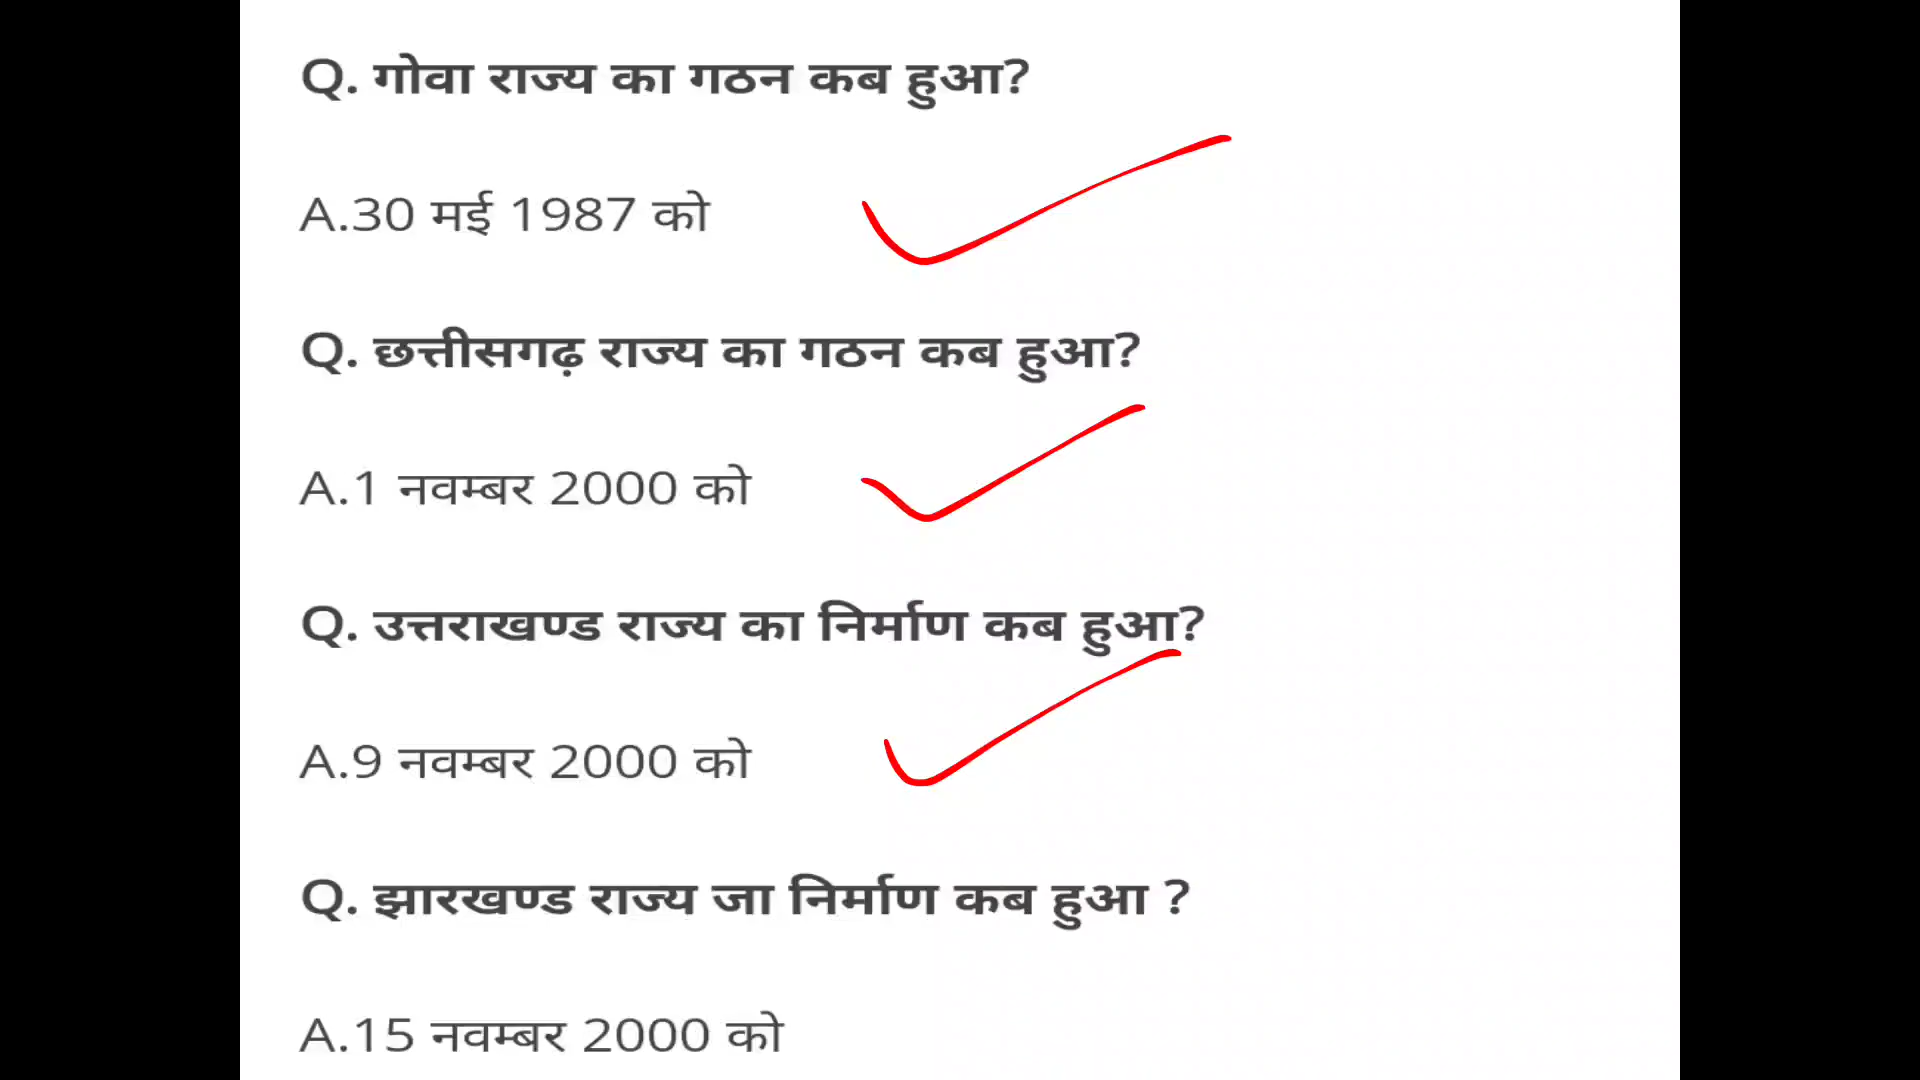 Q. गोवा राज्य का गठन कब हुआ?
A.30 मई 1987 को
Q. छत्तीसगढ़ राज्य का गठन कब हुआ?
A.1 नवम्बर 2000 को
Q. उत्तराखण्ड राज्य का निर्माण कब हुआ?
A.9 नवम्बर 2000 को
Q. झारखण्ड राज्य जा निर्माण कब हुआ ?
A.15 नवम्बर 2000 को